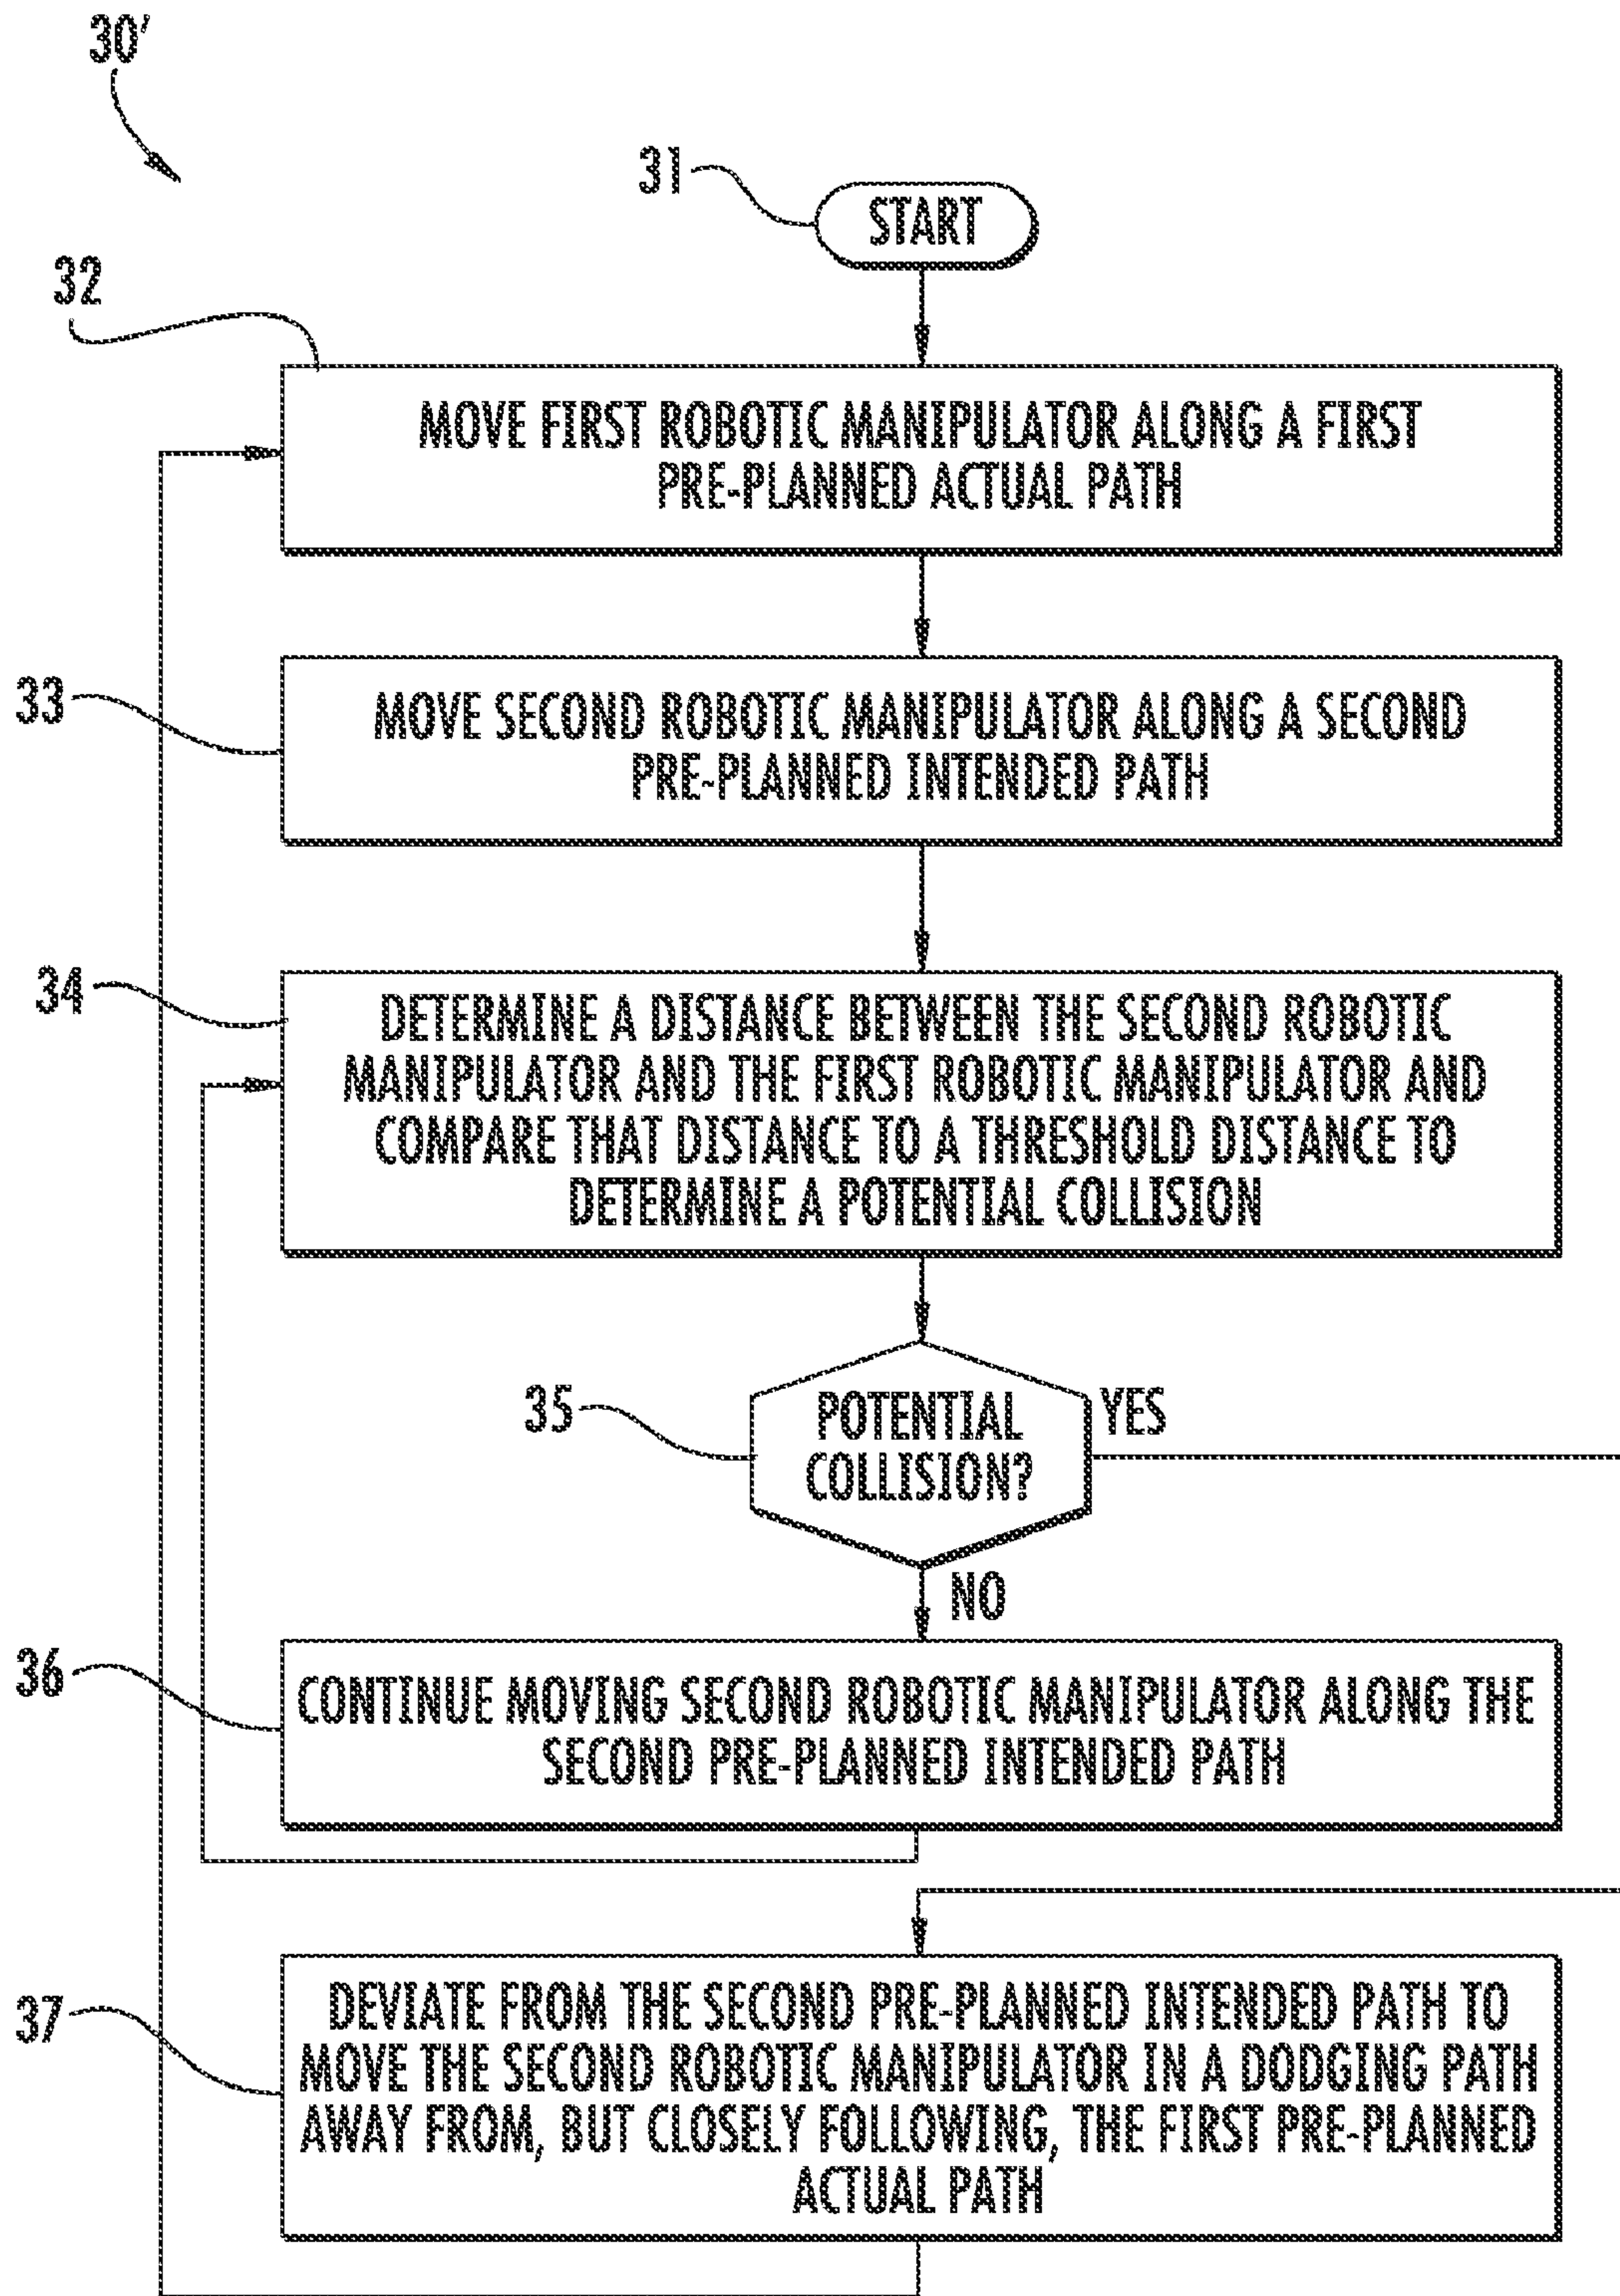 30'
31
START
32
MOVE FIRST ROBOTIC MANIPULATOR ALONG A FIRST
PRE-PLANNED ACTUAL PATH
33
MOVE SECOND ROBOTIC MANIPULATOR ALONG A SECOND
PRE-PLANNED INTENDED PATH
34
DETERMINE A DISTANCE BETWEEN THE SECOND ROBOTIC
MANIPULATOR AND THE FIRST ROBOTIC MANIPULATOR AND
COMPARE THAT DISTANCE TO A THRESHOLD DISTANCE TO
DETERMINE A POTENTIAL COLLISION
35
POTENTIAL
COLLISION?
YES
NO
36
CONTINUE MOVING SECOND ROBOTIC MANIPULATOR ALONG THE
SECOND PRE-PLANNED INTENDED PATH
37
DEVIATE FROM THE SECOND PRE-PLANNED INTENDED PATH TO
MOVE THE SECOND ROBOTIC MANIPULATOR IN A DODGING PATH
AWAY FROM, BUT CLOSELY FOLLOWING, THE FIRST PRE-PLANNED
ACTUAL PATH